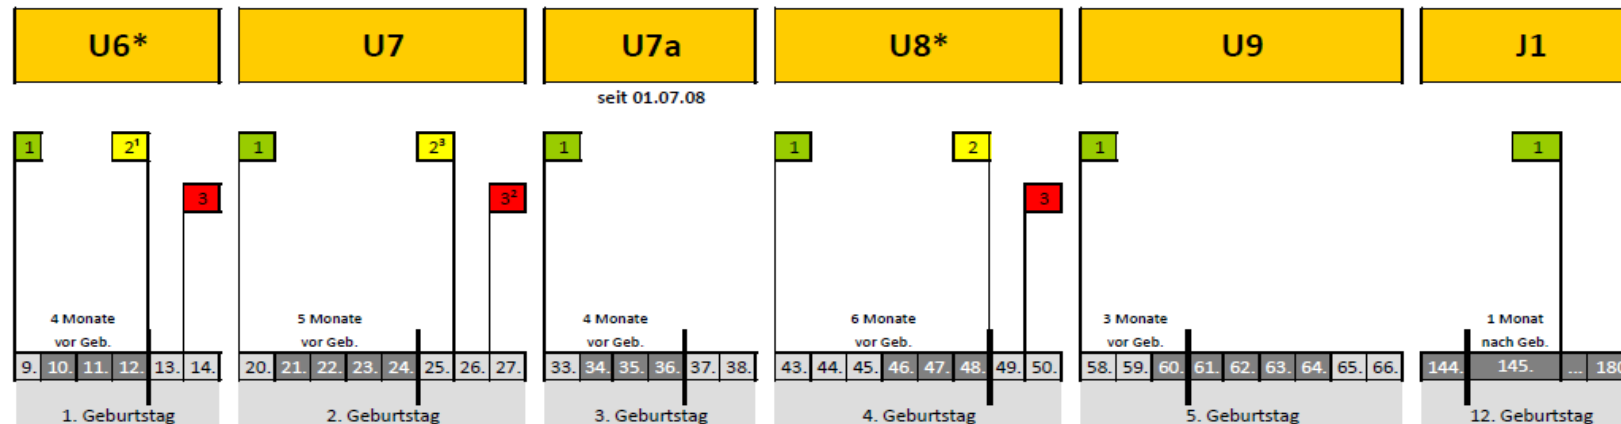 U6* U7 U7a U8* U9 J1
seit 01.07.08
1 2¹ 1 2³ 1 1 2 1 1
3 3² 3
4 Monate 5 Monate 4 Monate 6 Monate 3 Monate 1 Monat
vor Geb. vor Geb. vor Geb. vor Geb. vor Geb. nach Geb.
9. 10. 11. 12. 13. 14. 20. 21. 22. 23. 24. 25. 26. 27. 33. 34. 35. 36. 37. 38. 43. 44. 45. 46. 47. 48. 49. 50. 58. 59. 60. 61. 62. 63. 64. 65. 66. 144. 145. ... 180
1. Geburtstag 2. Geburtstag 3. Geburtstag 4. Geburtstag 5. Geburtstag 12. Geburtstag